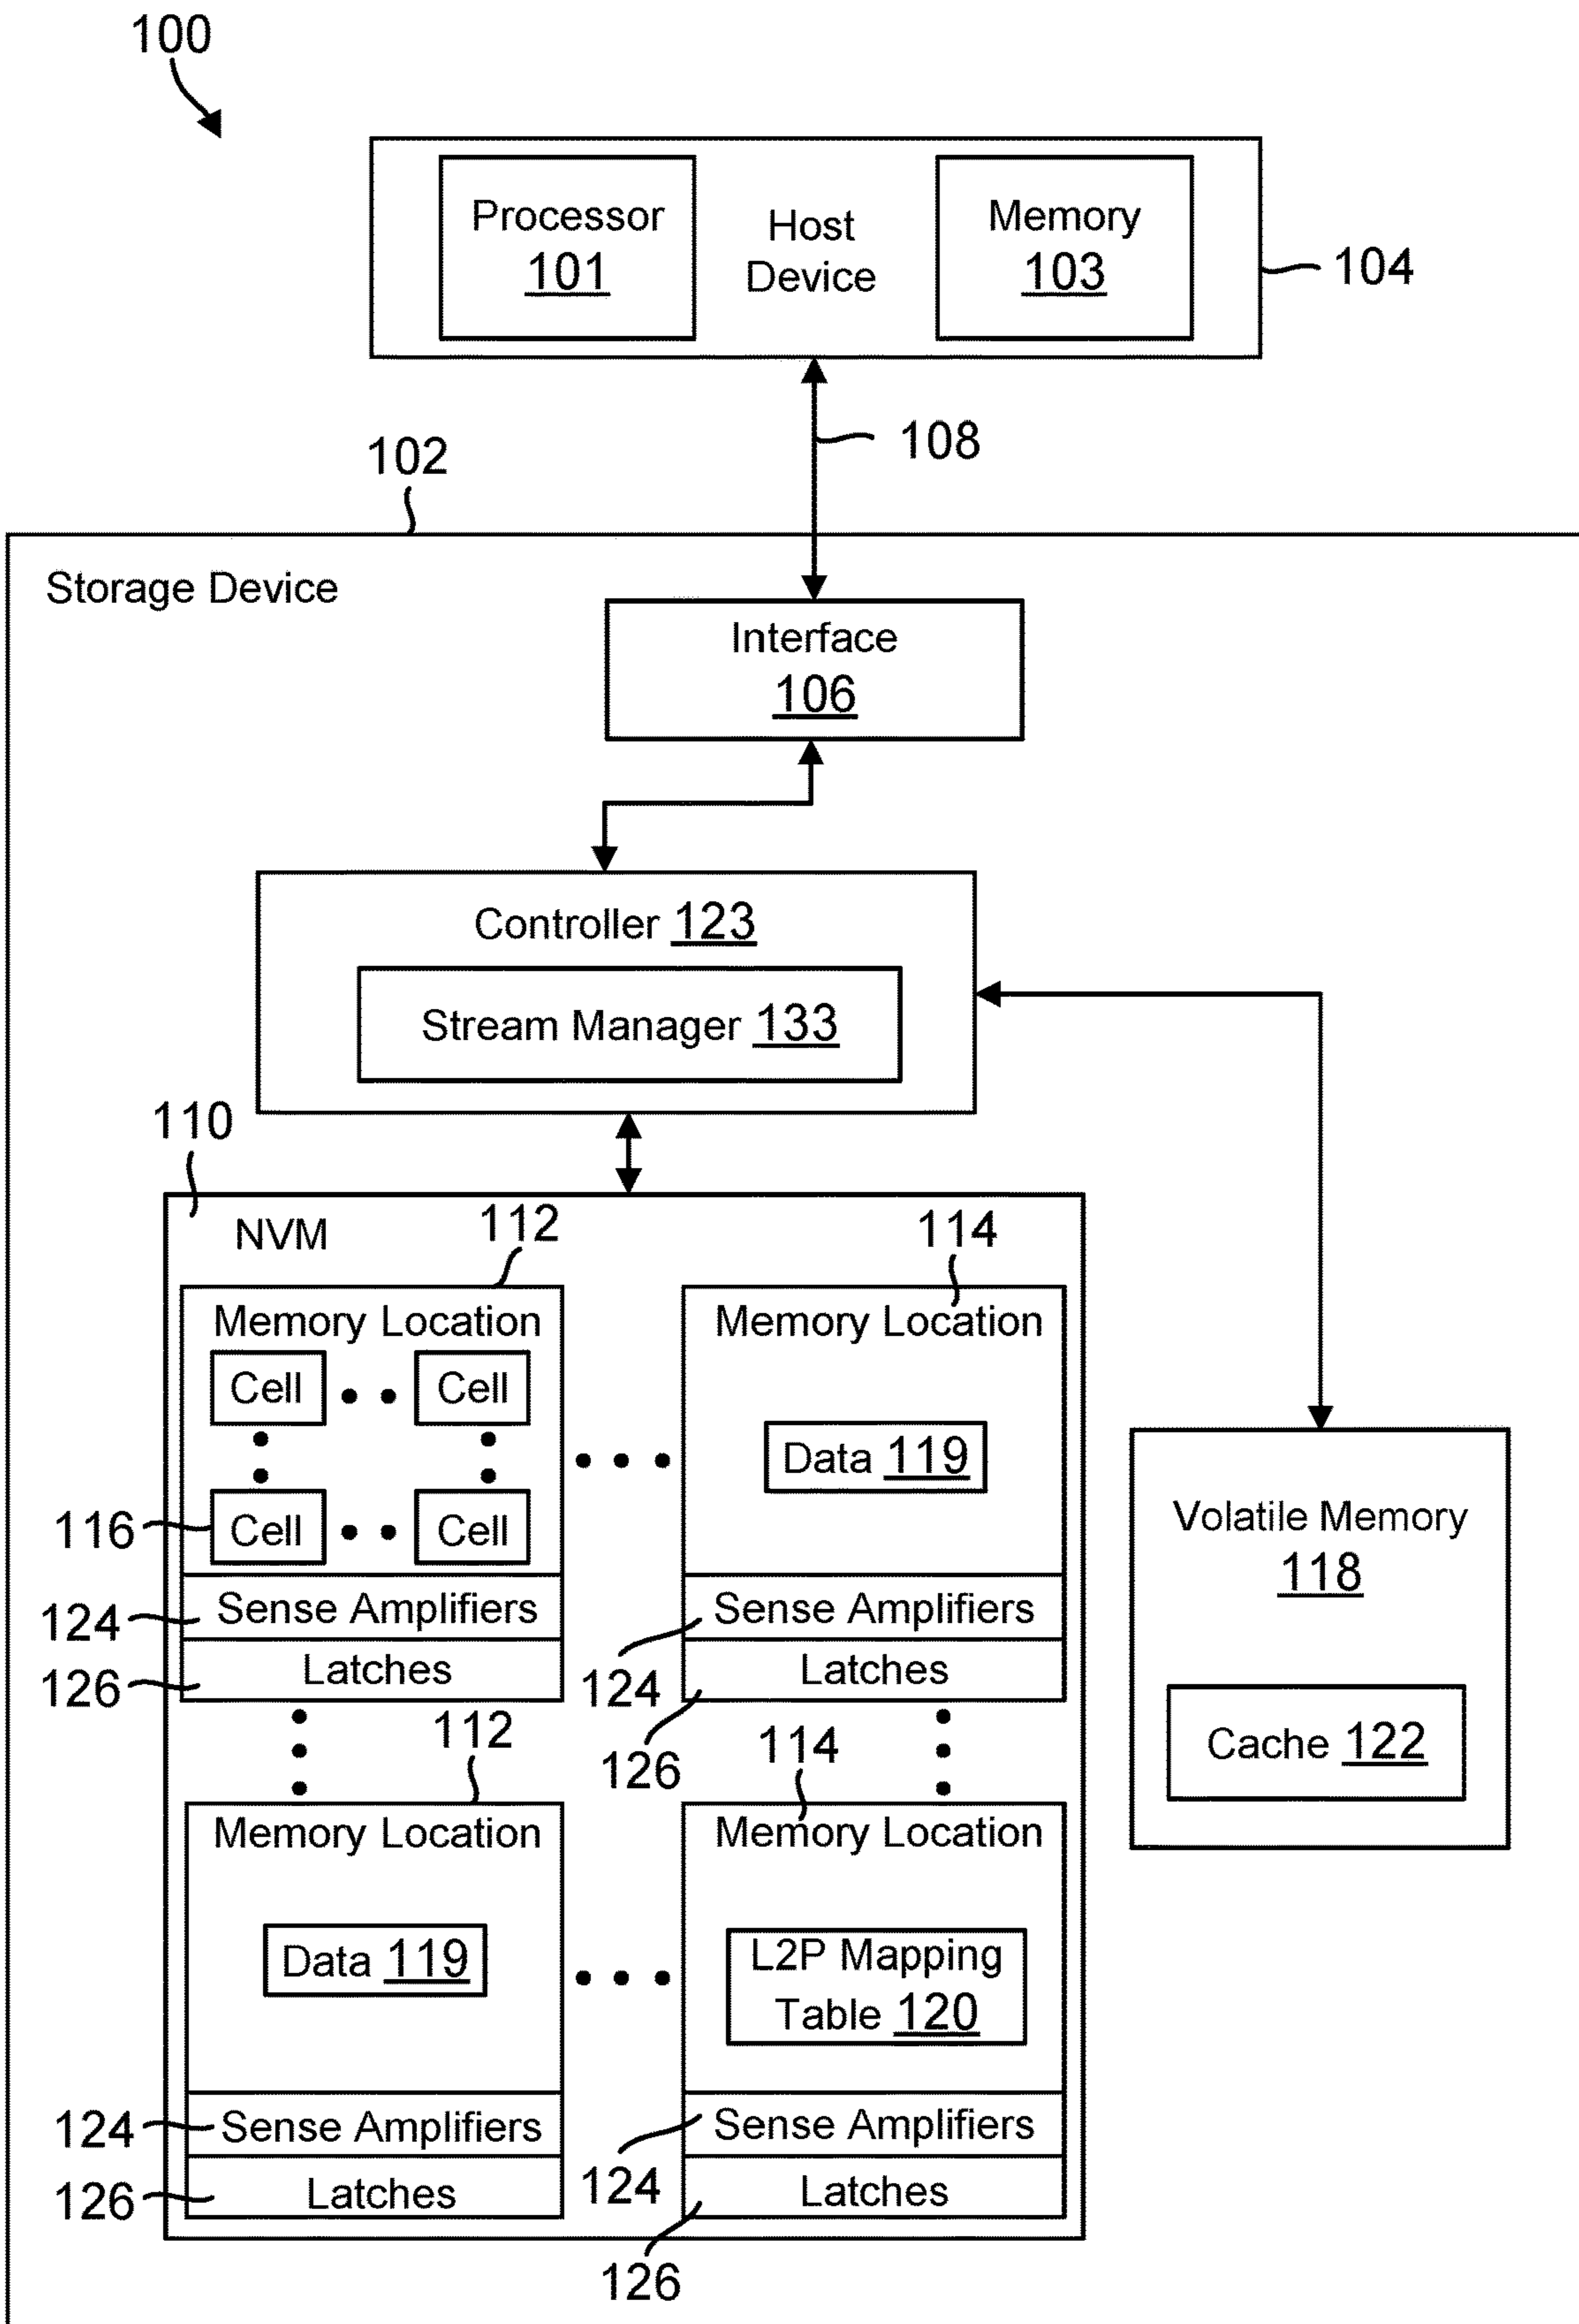 100
Processor
101
Host
Device
Memory
103
104
108
102
Storage Device
Interface
106
Controller 123
Stream Manager 133
110
NVM
112
114
Memory Location
Cell
Cell
Cell
Cell
116
Sense Amplifiers
124
Latches
126
Memory Location
Data 119
Sense Amplifiers
124
Latches
126
Volatile Memory
118
Cache 122
112
114
Memory Location
Data 119
Sense Amplifiers
124
Latches
126
Memory Location
L2P Mapping
Table 120
Sense Amplifiers
124
Latches
126